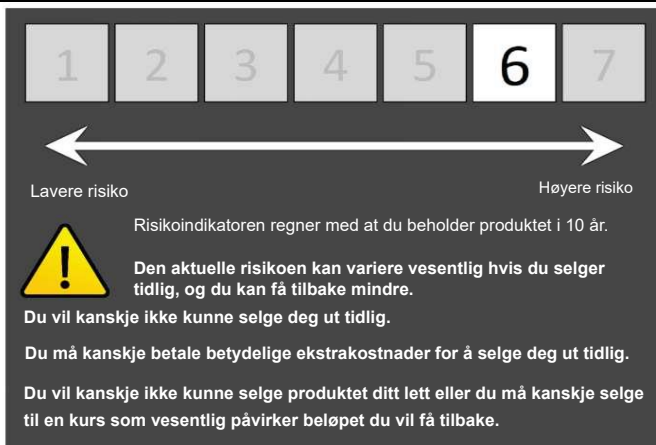 1 2 3 4 5 6 7
Lavere risiko
Høyere risiko
Risikoindikatoren regner med at du beholder produktet i 10 år.
Den aktuelle risikoen kan variere vesentlig hvis du selger
tidlig, og du kan få tilbake mindre.
Du vil kanskje ikke kunne selge deg ut tidlig.
Du må kanskje betale betydelige ekstrakostnader for å selge deg ut tidlig.
Du vil kanskje ikke kunne selge produktet ditt lett eller du må kanskje selge
til en kurs som vesentlig påvirker beløpet du vil få tilbake.